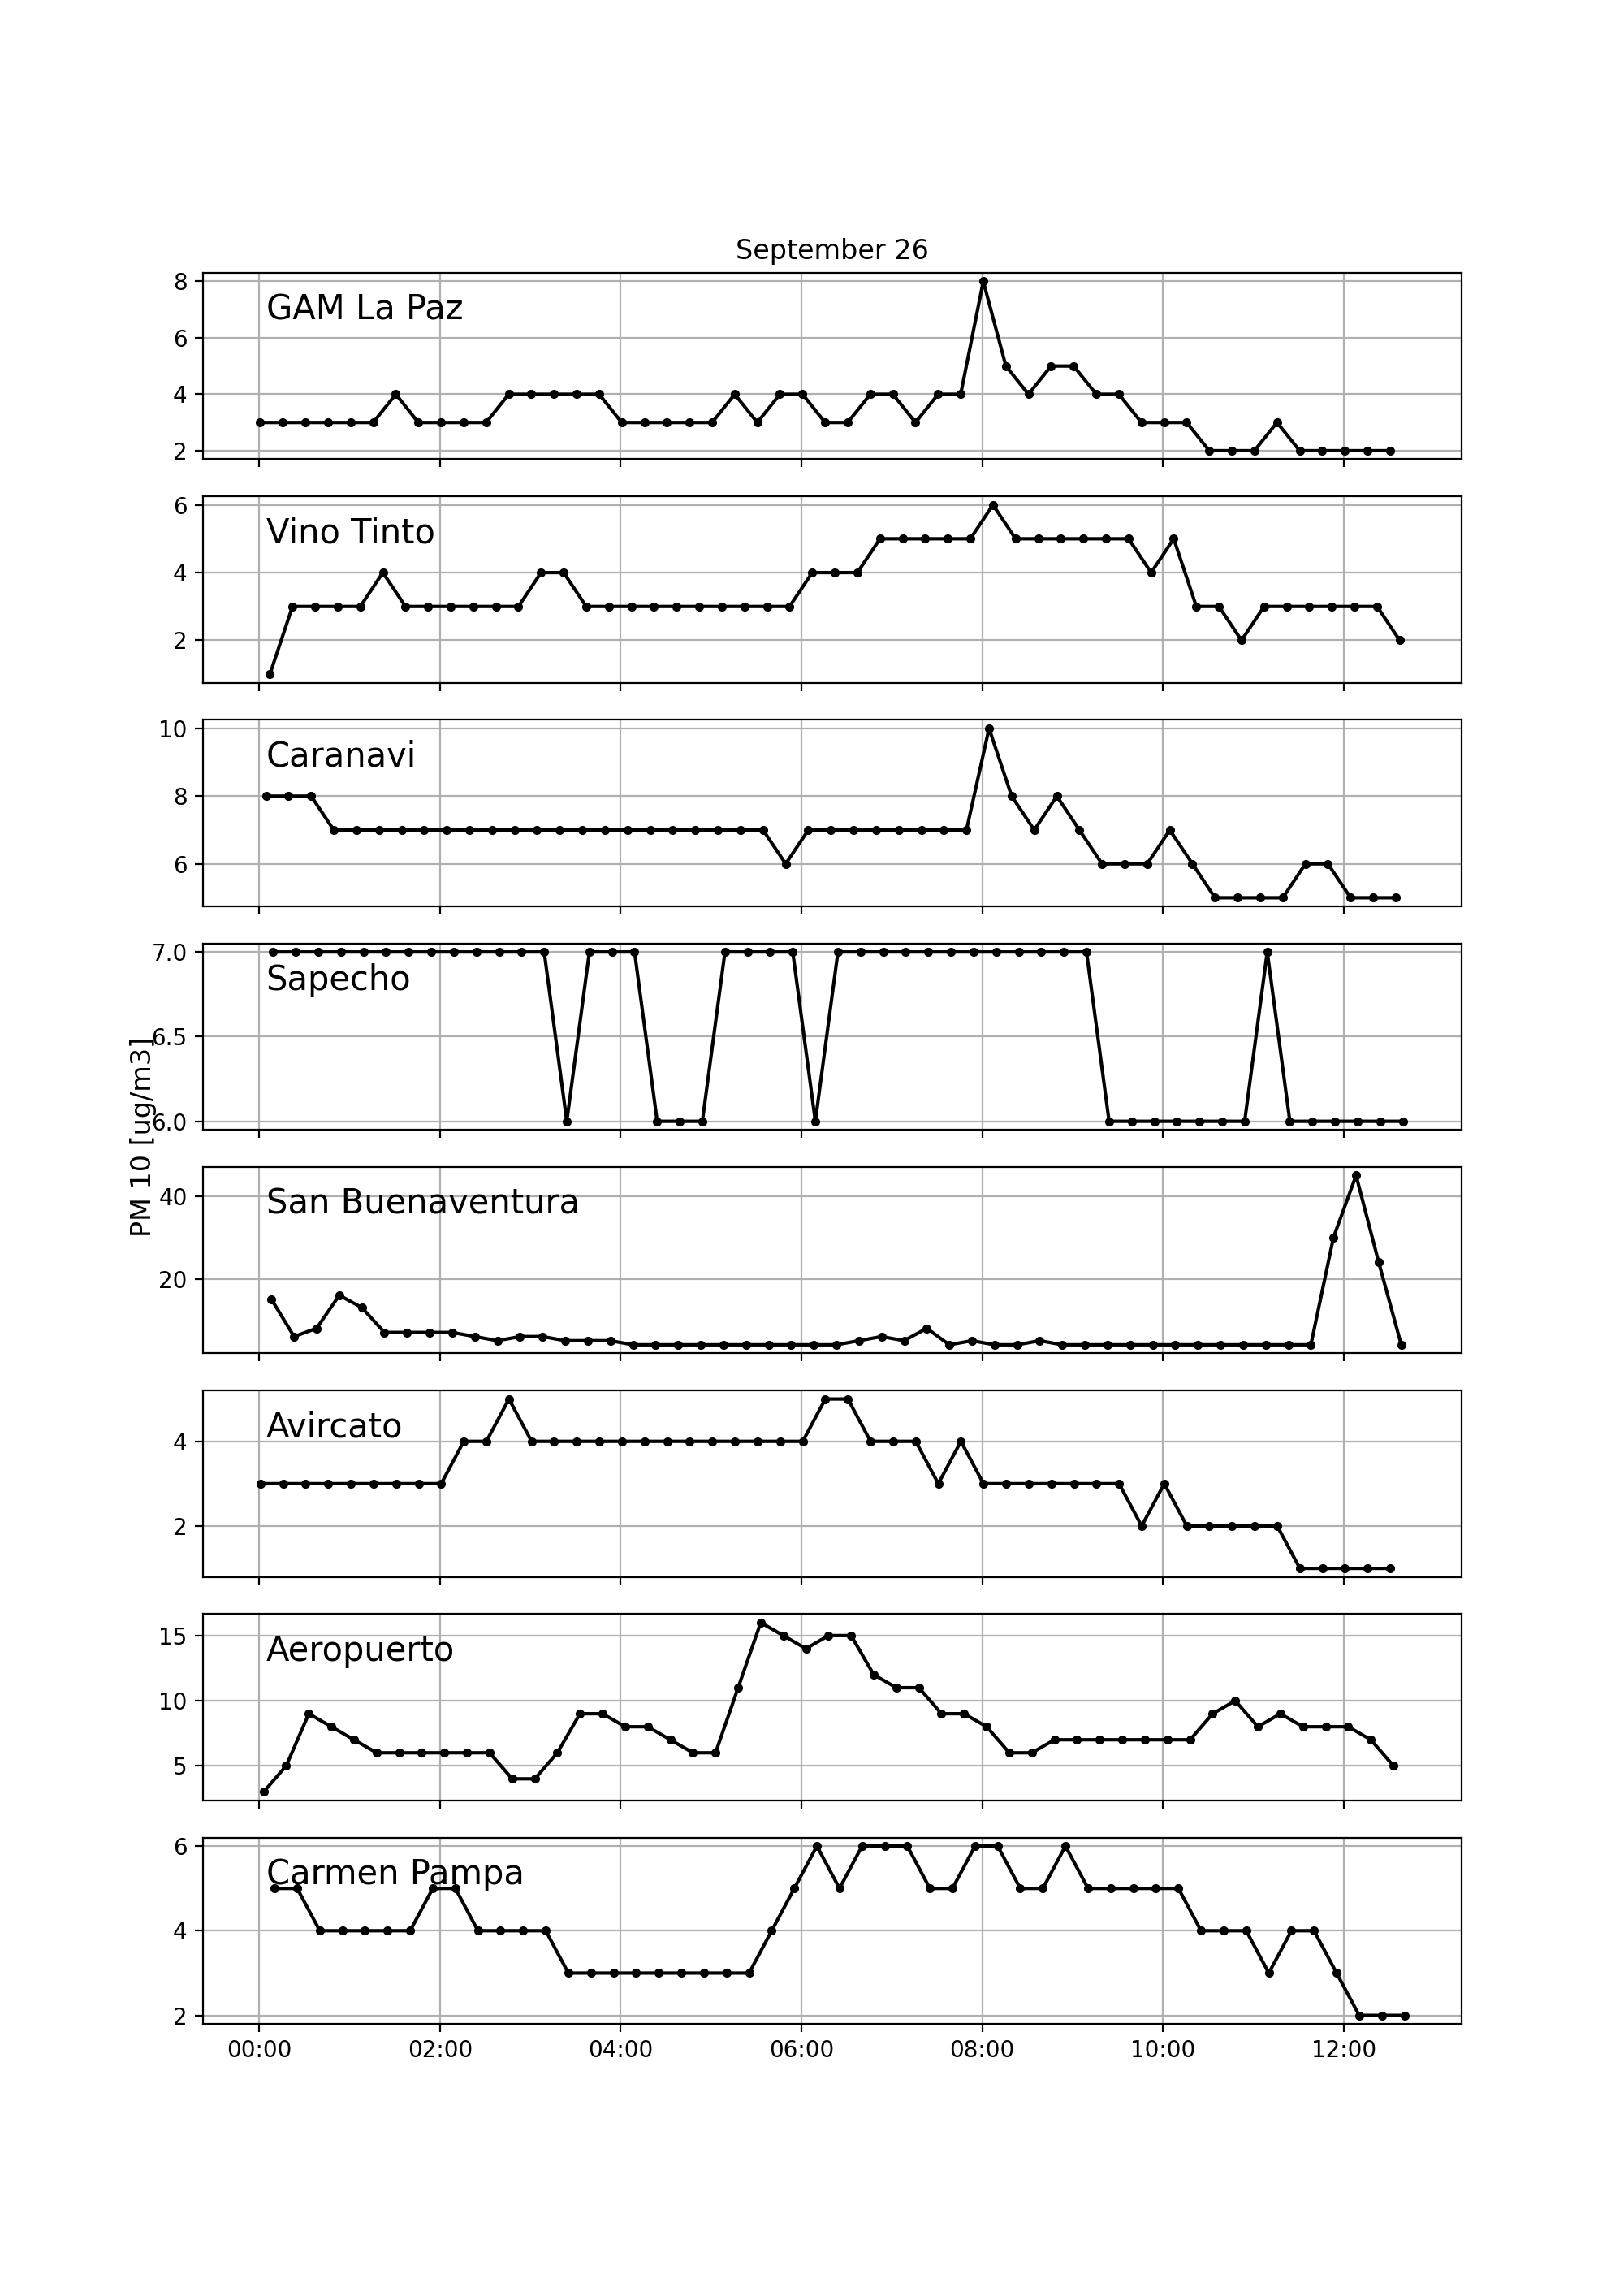 September 26
8
GAM La Paz
6
4
2
6
Vino Tinto
4
2
10
Caranavi
8
6
7.0
Sapecho
6.5
6.0
PM 10 [ug/m3]
40
San Buenaventura
20
Avircato
4
2
15
Aeropuerto
10
5
6
Carmen Pampa
4
2
00:00 02:00 04:00 06:00 08:00 10:00 12:00